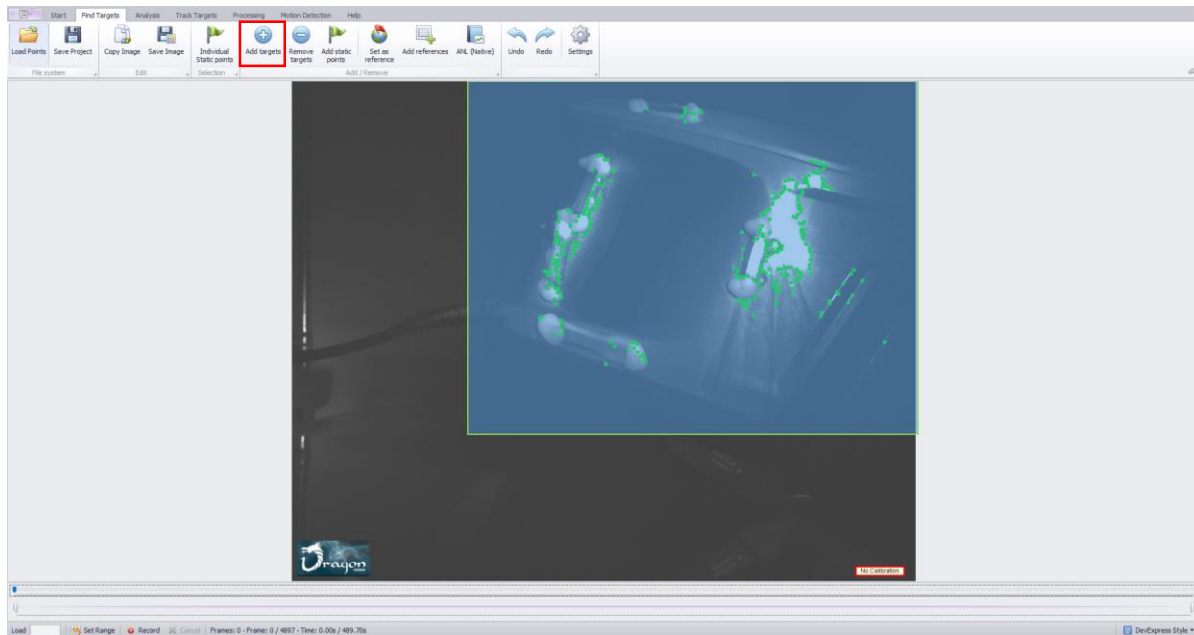 Start Find Targets Analysis Track Targets Processing Motion Detection Help
Load Points Save Project Copy Image Save Image Individual Static points Add targets Remove targets Add static points Set as reference Add references ANL (Native) Undo Redo Settings
File system Edit Selection Add / Remove
Dragon
No Calibration
Load Set Range Record Cancel Frames: 0 - Frame: 0 / 4897 - Time: 0.00s / 489.70s DevExpress Style